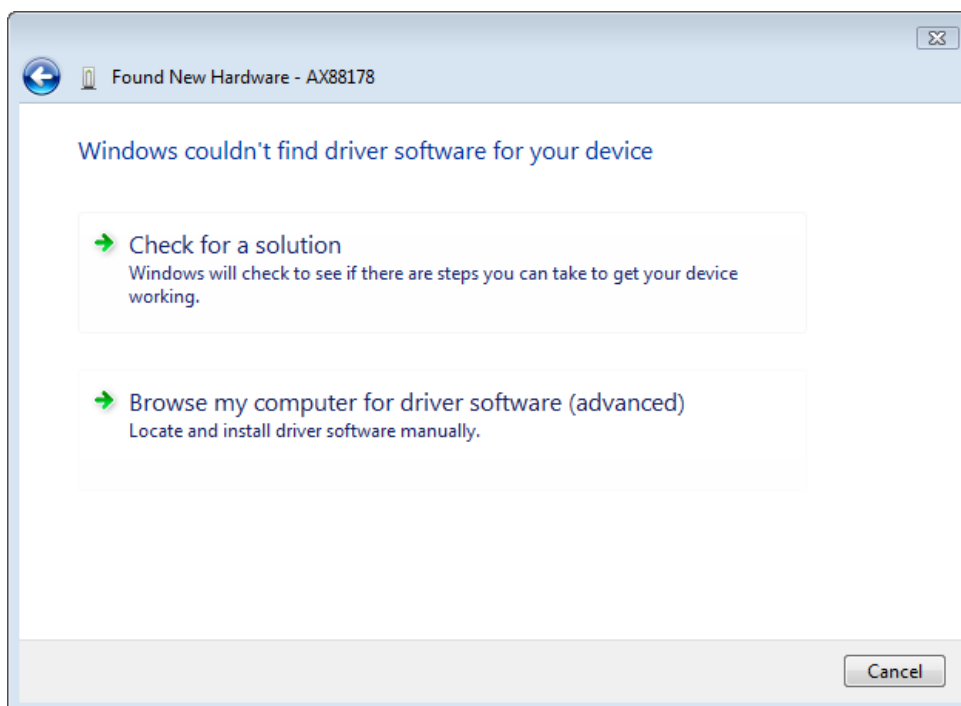 Found New Hardware - AX88178
Windows couldn't find driver software for your device
Check for a solution
Windows will check to see if there are steps you can take to get your device
working.
Browse my computer for driver software (advanced)
Locate and install driver software manually.
Cancel